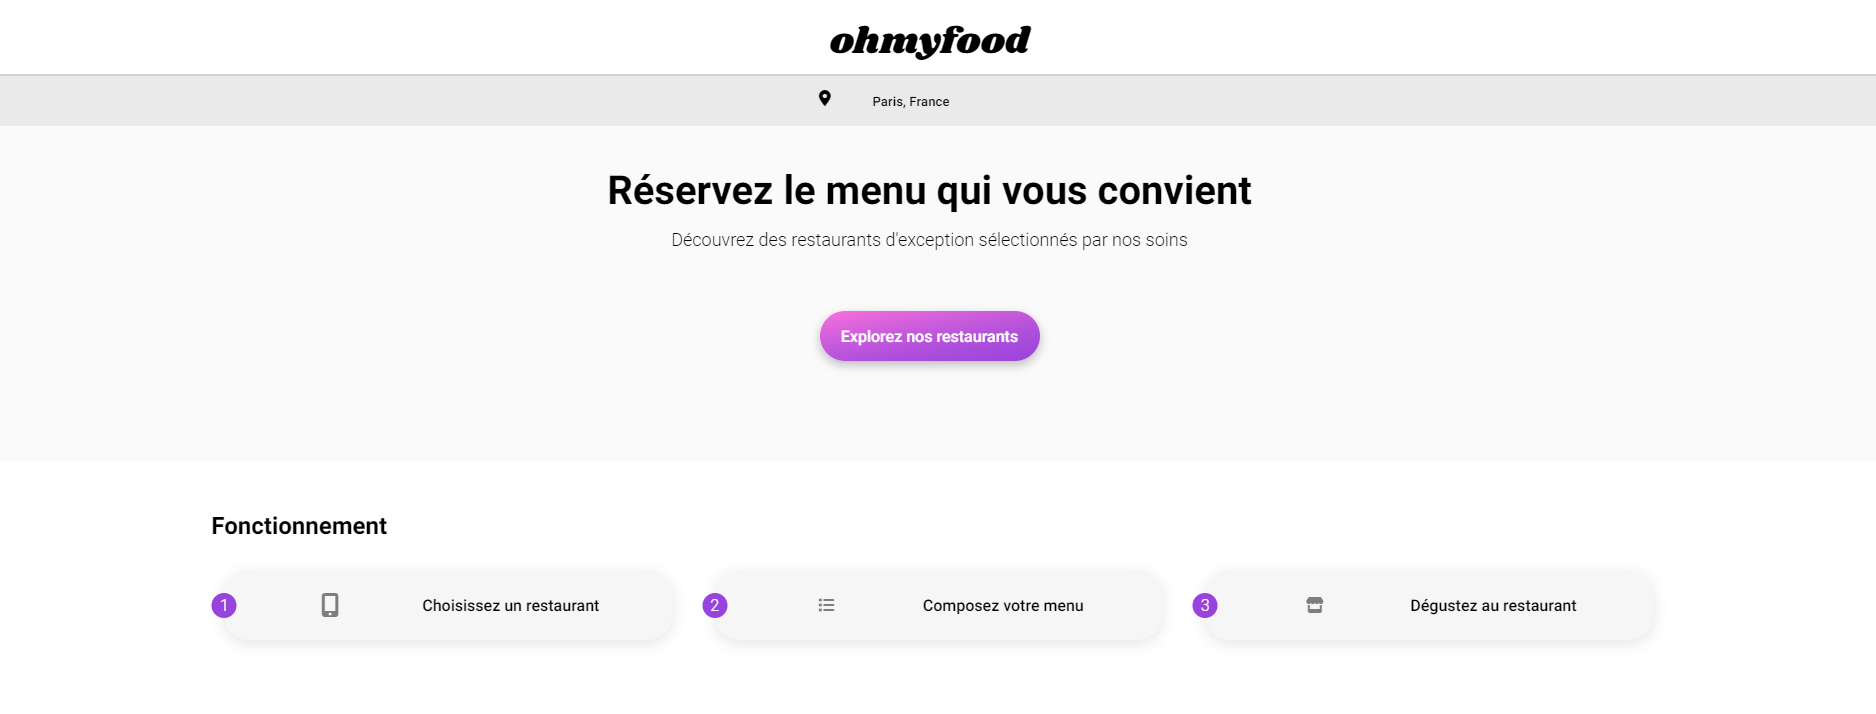 ohmyfood
Paris, France
Réservez le menu qui vous convient
Découvrez des restaurants d'exception sélectionnés par nos soins
Explorez nos restaurants
Fonctionnement
1 Choisissez un restaurant
2 Composez votre menu
3 Dégustez au restaurant